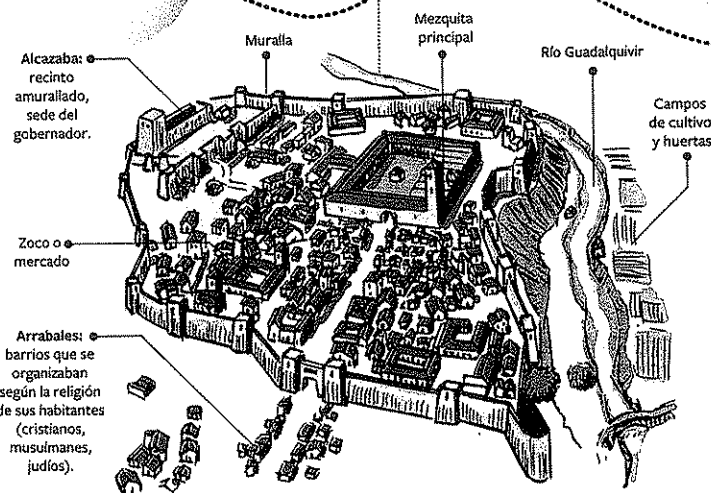 Alcazaba:
recinto
amurallado,
sede del
gobernador.
Muralla
Mezquita
principal
Río Guadalquivir
Campos
de cultivo
y huertas
Zoco o
mercado
Arrabales:
barrios que se
organizaban
según la religión
de sus habitantes
(cristianos,
musulmanes,
judíos).